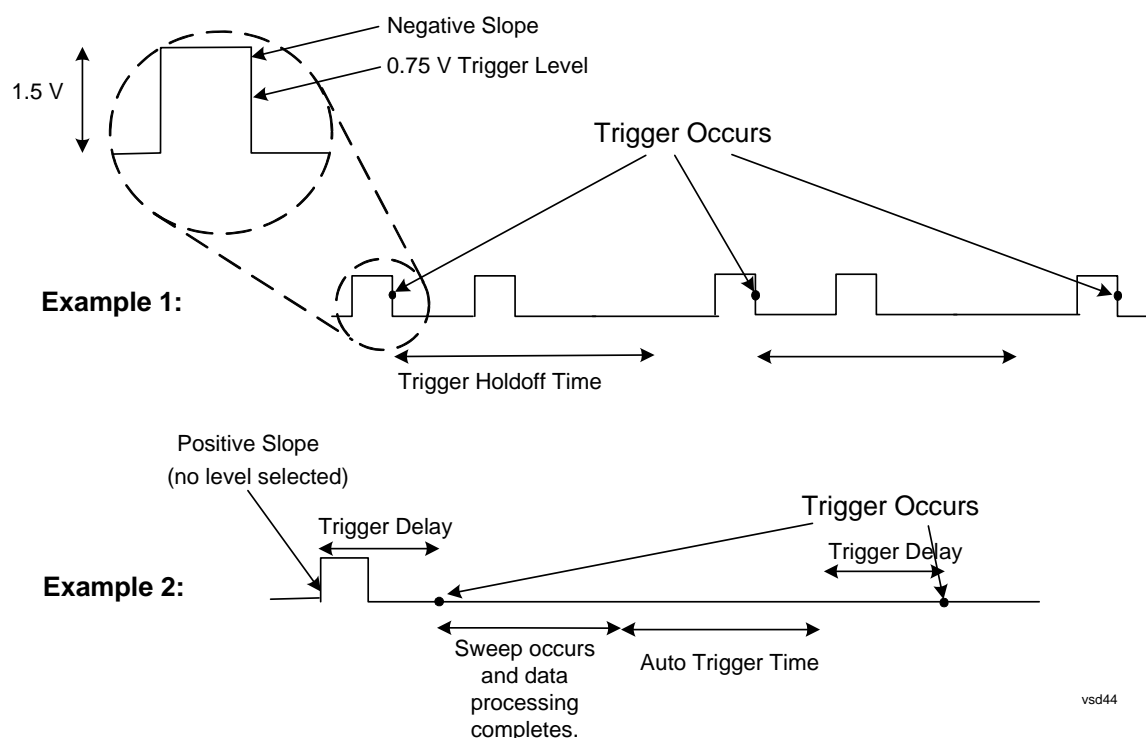 Negative Slope
1.5 V
0.75 V Trigger Level
Trigger Occurs
Example 1:
Trigger Holdoff Time
Positive Slope
(no level selected)
Trigger Delay
Trigger Occurs
Trigger Delay
Example 2:
Sweep occurs
and data
processing
completes.
Auto Trigger Time
vsd44